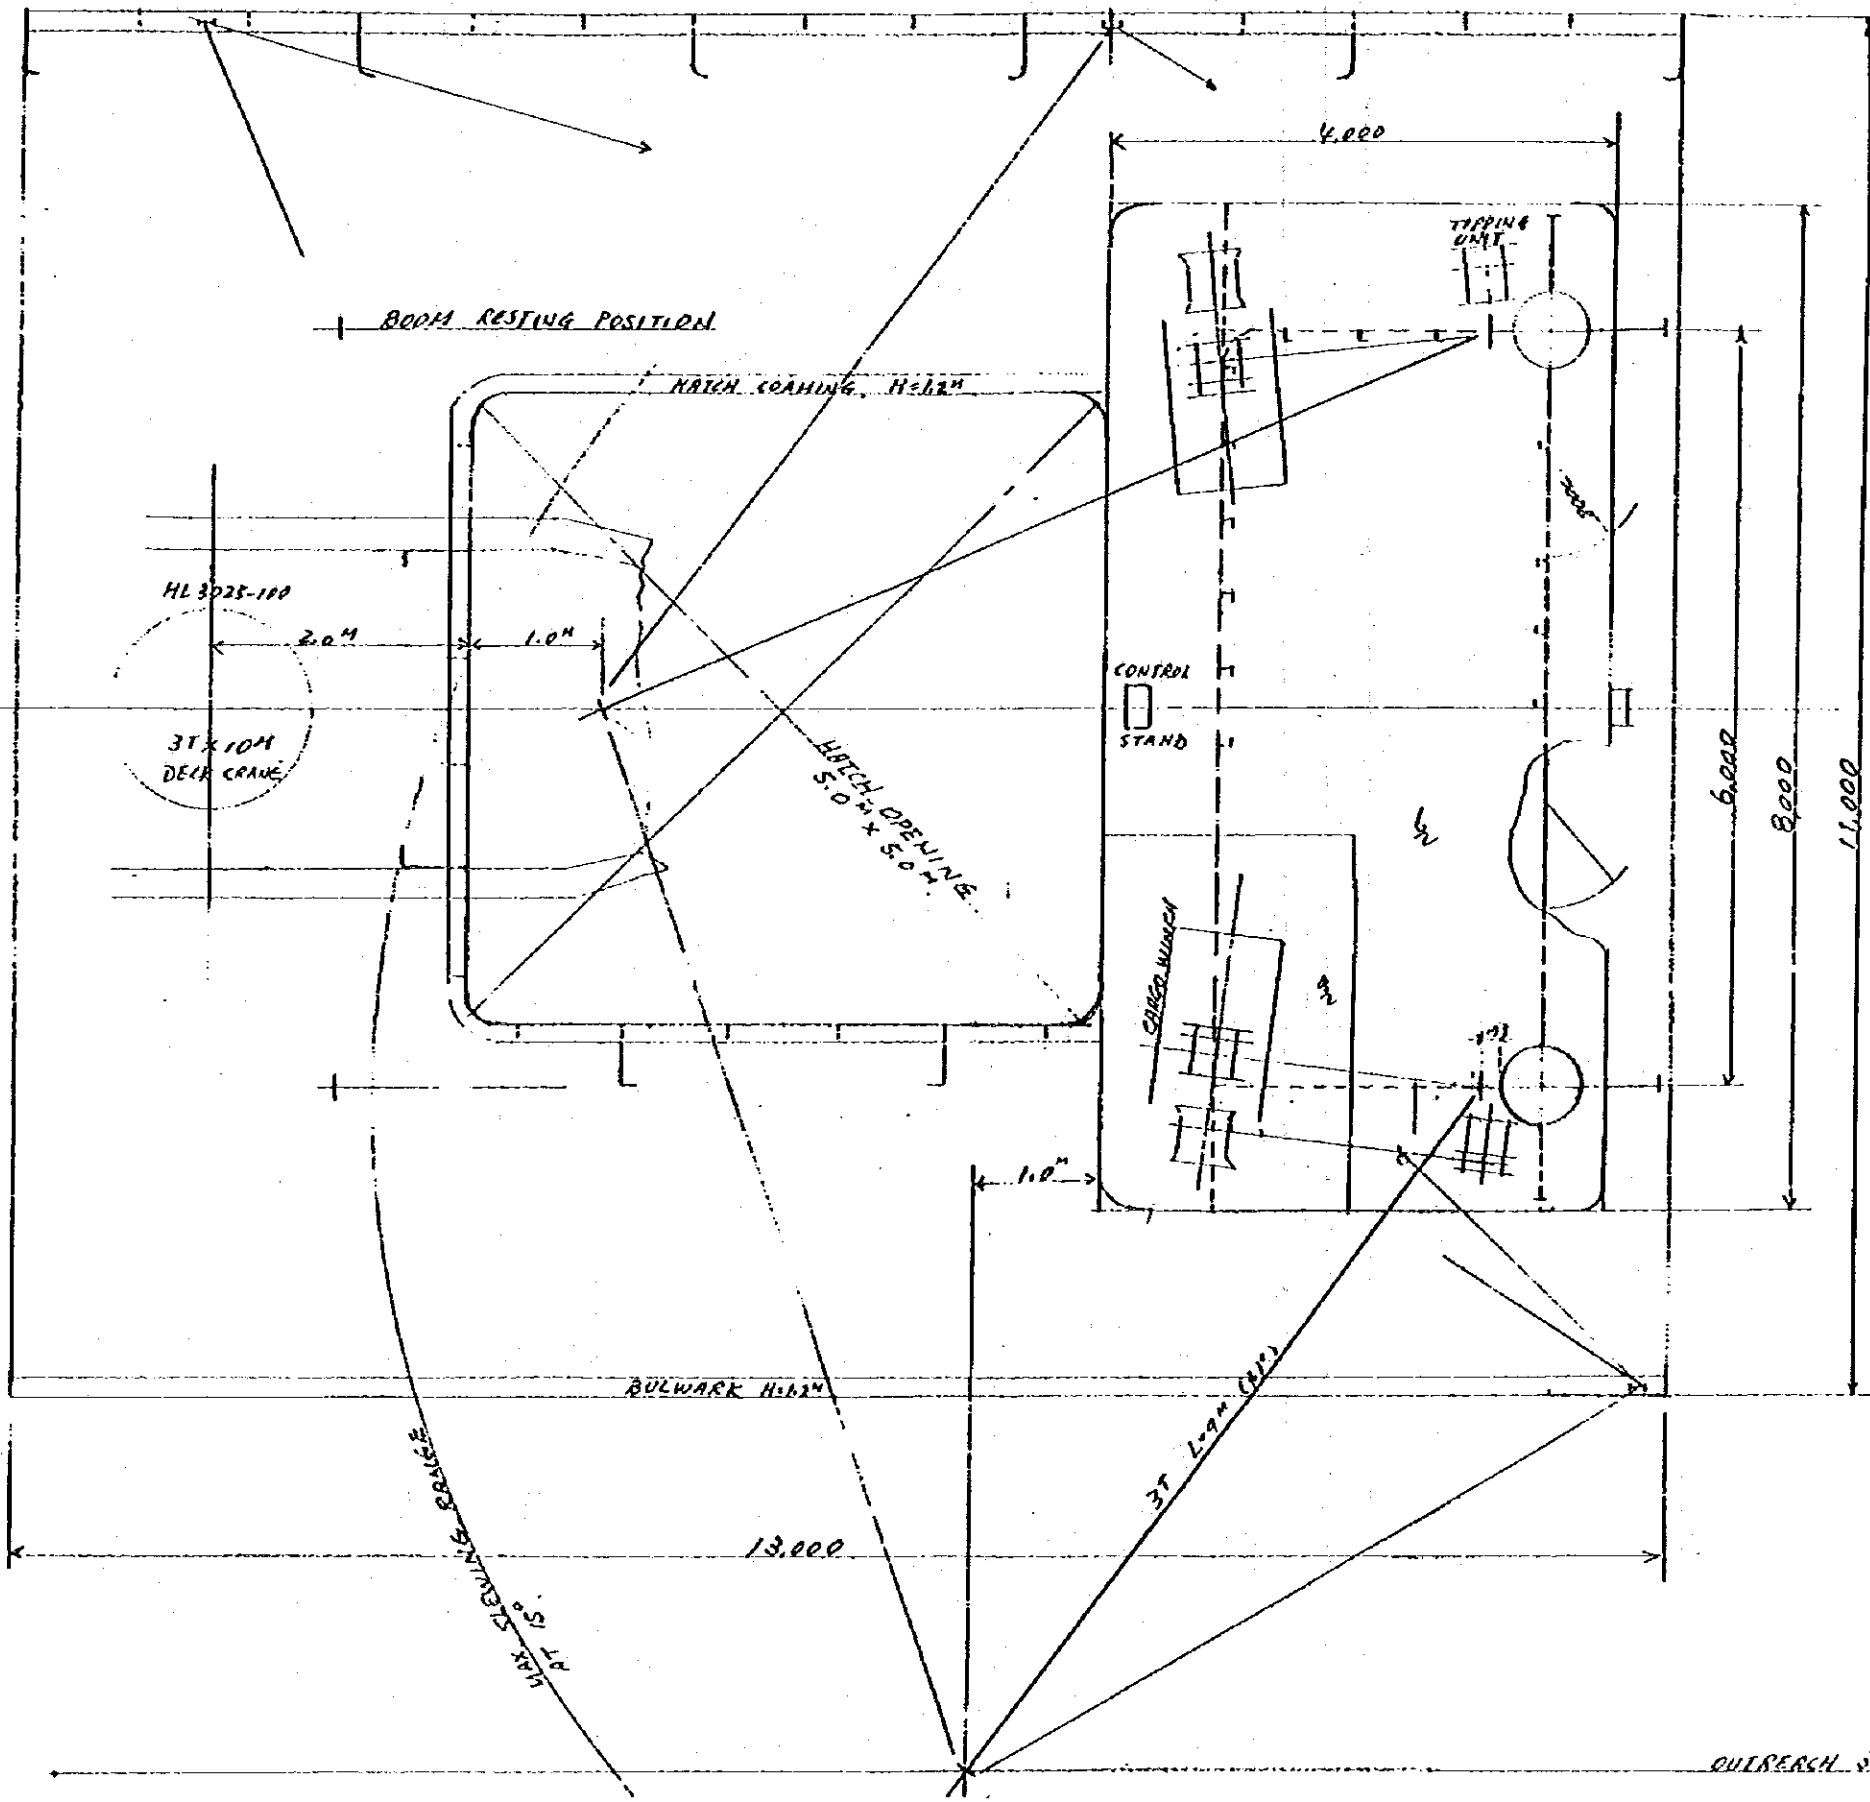 4,000
TOPPING
UNIT
BOOM RESTING POSITION
HATCH COAMING H=1.2M
HL 3025-100
2.0M
1.0M
CONTROL
STAND
3T x 10M
DECK CRANE
HATCH OPENING
5.0M x 5.0M
6,000
8,000
11,000
CARGO WINCH
1.0M
BULWARK H=1.2M
3T L=9M
13,000
MAX SLEWING RANGE
AT 15°
OUTREACH